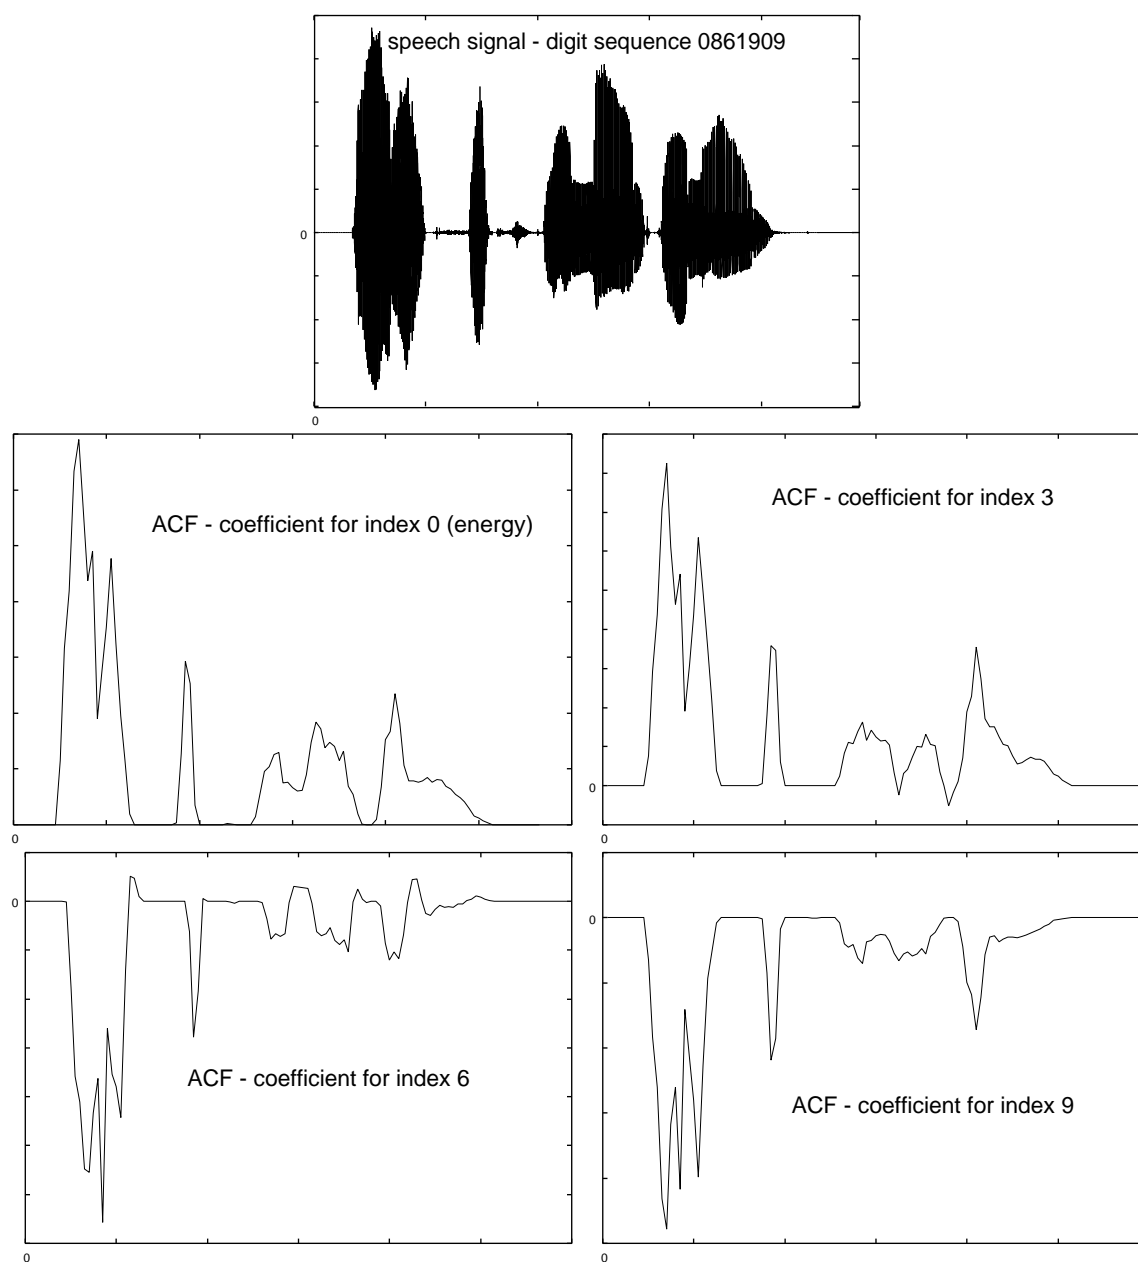 speech signal - digit sequence 0861909
0
0
ACF - coefficient for index 0 (energy)
0
ACF - coefficient for index 3
0
0
0
ACF - coefficient for index 6
0
0
ACF - coefficient for index 9
0